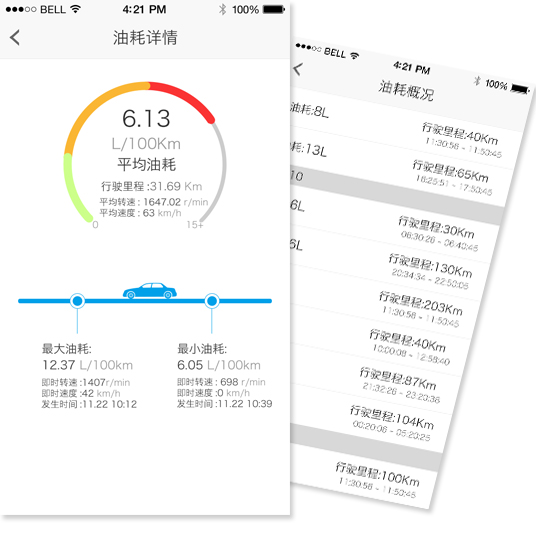 BELL 4:21 PM 100%
油耗详情
6.13
L/100Km
平均油耗
行驶里程:31.69 Km
平均转速：1647.02 r/min
平均速度：63 km/h
0 15+
最大油耗:
12.37 L/100km
即时转速:1407r/min
即时速度:42 km/h
发生时间:11.22 10:12
最小油耗:
6.05 L/100km
即时转速：698 r/min
即时速度:0 km/h
发生时间:11.22 10:39
BELL 4:21 PM 100%
油耗概况
油耗:8L 行驶里程:40Km
11:30:56 ~ 11:50:45
耗:13L 行驶里程:65Km
16:25:51 ~ 17:50:45
10
6L 行驶里程:30Km
06:30:26 ~ 06:40:45
6L 行驶里程:130Km
20:34:34 ~ 22:50:05
行驶里程:203Km
11:30:56 ~ 11:50:45
行驶里程:40Km
10:00:06 ~ 12:56:40
行驶里程:87Km
21:32:26 ~ 23:20:36
行驶里程:104Km
00:20:06 ~ 05:20:25
行驶里程:100Km
11:30:56 ~ 11:50:45